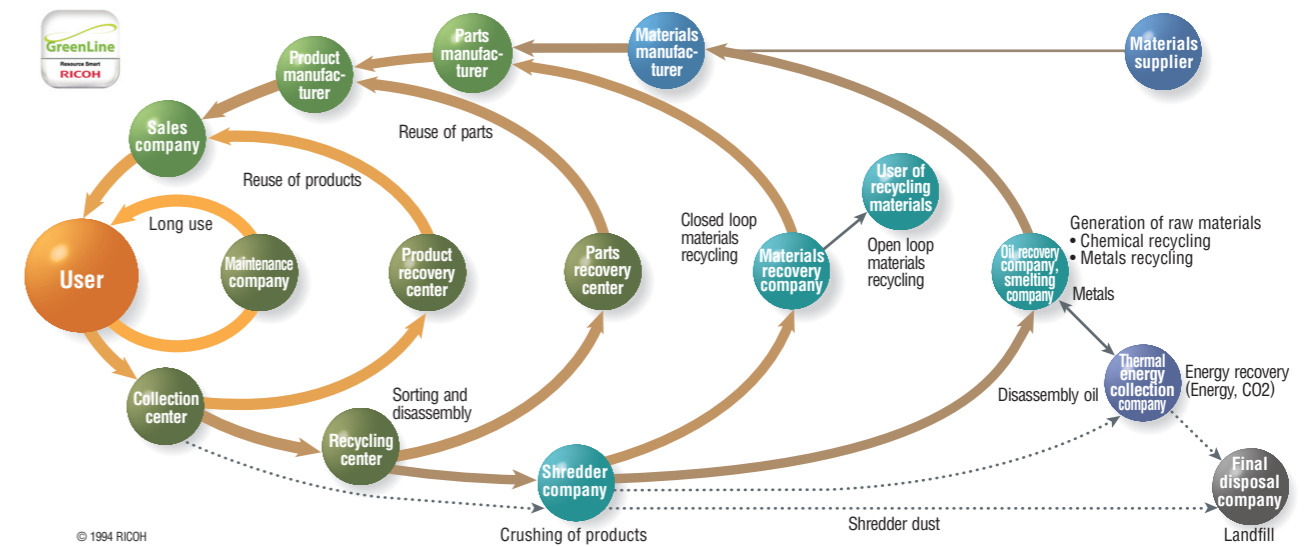 GreenLine
Resource Smart
RICOH
Parts
manufac-
turer
Materials
manufac-
turer
Materials
supplier
Product
manufac-
turer
Sales
company
Reuse of parts
Reuse of products
Long use
User
Maintenance
company
Product
recovery
center
Parts
recovery
center
Closed loop
materials
recycling
Materials
recovery
company
User of
recycling
materials
Open loop
materials
recycling
Oil recovery
company,
smelting
company
Generation of raw materials
• Chemical recycling
• Metals recycling
Metals
Thermal
energy
collection
company
Energy recovery
(Energy, CO2)
Disassembly oil
Collection
center
Sorting and
disassembly
Recycling
center
Shredder
company
Crushing of products
Shredder dust
Final
disposal
company
Landfill
© 1994 RICOH